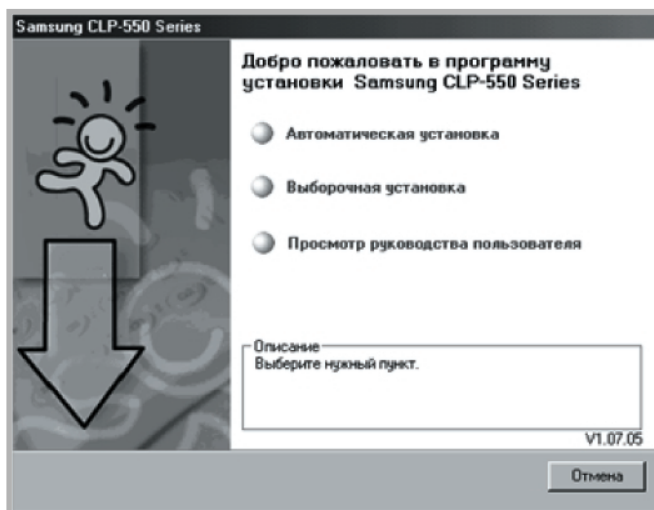 Samsung CLP-550 Series
Добро пожаловать в программу
установки Samsung CLP-550 Series
Автоматическая установка
Выборочная установка
Просмотр руководства пользователя
Описание
Выберите нужный пункт.
V1.07.05
Отмена